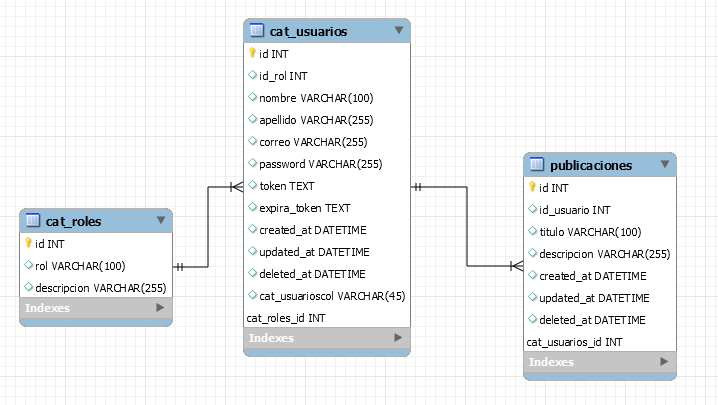 cat_usuarios
id INT
id_rol INT
nombre VARCHAR(100)
apellido VARCHAR(255)
correo VARCHAR(255)
password VARCHAR(255)
token TEXT
expira_token TEXT
created_at DATETIME
updated_at DATETIME
deleted_at DATETIME
cat_usuarioscol VARCHAR(45)
cat_roles_id INT
Indexes
cat_roles
id INT
rol VARCHAR(100)
descripcion VARCHAR(255)
Indexes
publicaciones
id INT
id_usuario INT
titulo VARCHAR(100)
descripcion VARCHAR(255)
created_at DATETIME
updated_at DATETIME
deleted_at DATETIME
cat_usuarios_id INT
Indexes